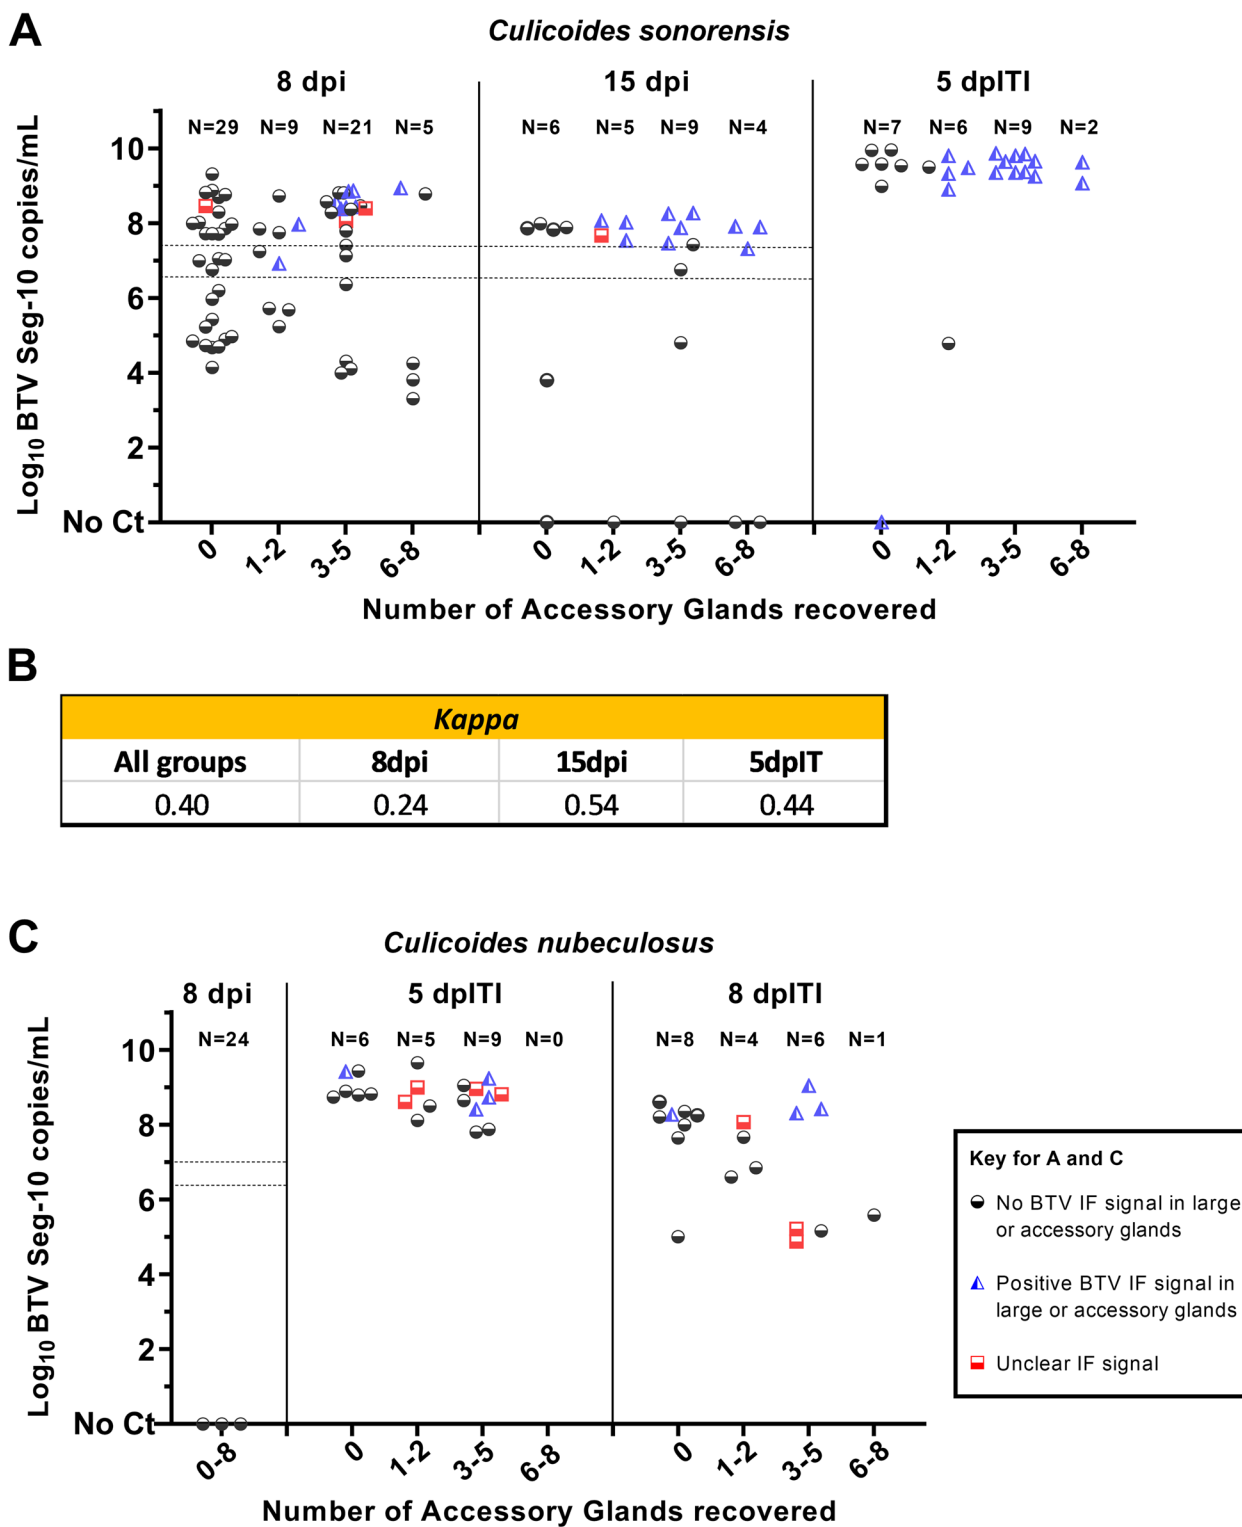 A
Culicoides sonorensis
8 dpi 15 dpi 5 dpITI
N=29 N=9 N=21 N=5 N=6 N=5 N=9 N=4 N=7 N=6 N=9 N=2
Log10 BTV Seg-10 copies/mL
10
8
6
4
2
No Ct
0 1-2 3-5 6-8 0 1-2 3-5 6-8 0 1-2 3-5 6-8
Number of Accessory Glands recovered
B
Kappa
All groups 8dpi 15dpi 5dpIT
0.40 0.24 0.54 0.44
C
Culicoides nubeculosus
8 dpi 5 dpITI 8 dpITI
N=24 N=6 N=5 N=9 N=0 N=8 N=4 N=6 N=1
Log10 BTV Seg-10 copies/mL
10
8
6
4
2
No Ct
0-8 0 1-2 3-5 6-8 0 1-2 3-5 6-8
Number of Accessory Glands recovered
Key for A and C
No BTV IF signal in large
or accessory glands
Positive BTV IF signal in
large or accessory glands
Unclear IF signal